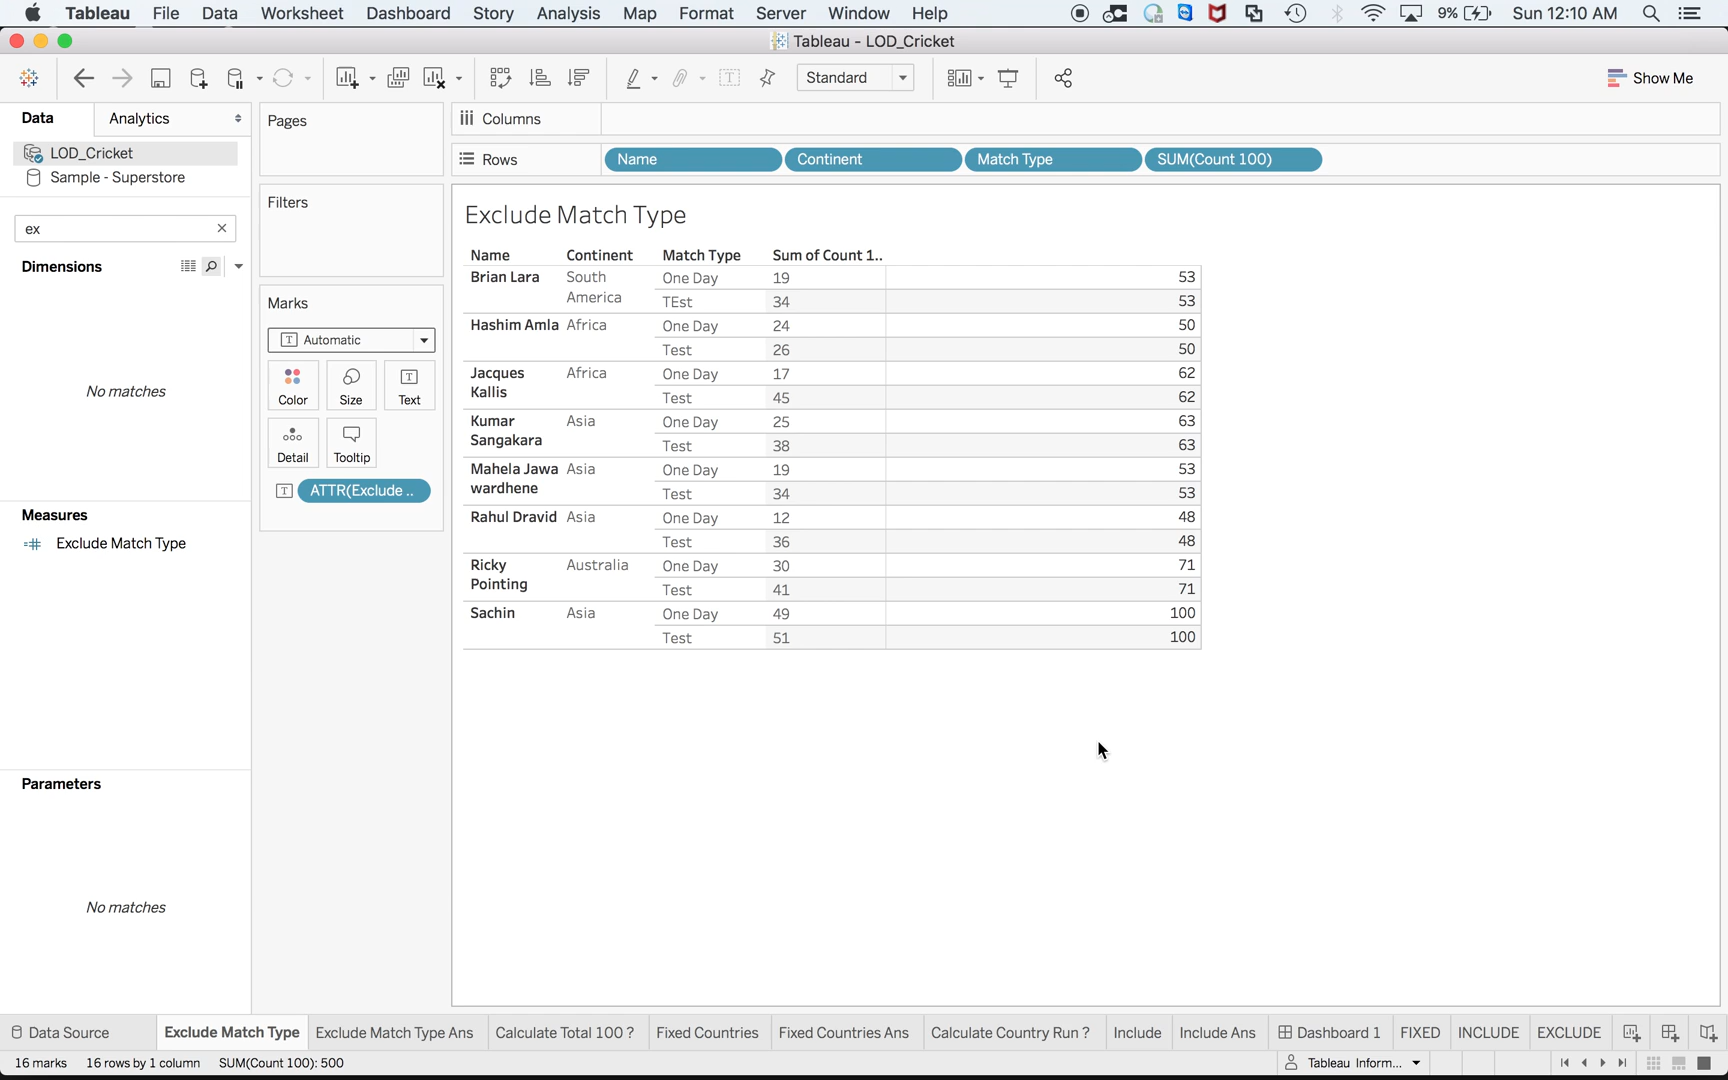 Tableau File Data Worksheet Dashboard Story Analysis Map Format Server Window Help 9% Sun 12:10 AM
Tableau - LOD_Cricket
Standard Show Me
Data Analytics Pages Columns
LOD_Cricket
Sample - Superstore
Rows Name Continent Match Type SUM(Count 100)
Filters
ex
Dimensions
No matches
Measures
Exclude Match Type
Parameters
No matches
Marks
Automatic
Color Size Text
Detail Tooltip
ATTR(Exclude ..
Exclude Match Type
Name Continent Match Type Sum of Count 1..
Brian Lara South America One Day 19 53
TEst 34 53
Hashim Amla Africa One Day 24 50
Test 26 50
Jacques Kallis Africa One Day 17 62
Test 45 62
Kumar Sangakara Asia One Day 25 63
Test 38 63
Mahela Jawa wardhene Asia One Day 19 53
Test 34 53
Rahul Dravid Asia One Day 12 48
Test 36 48
Ricky Pointing Australia One Day 30 71
Test 41 71
Sachin Asia One Day 49 100
Test 51 100
Data Source Exclude Match Type Exclude Match Type Ans Calculate Total 100 ? Fixed Countries Fixed Countries Ans Calculate Country Run ? Include Include Ans Dashboard 1 FIXED INCLUDE EXCLUDE
16 marks 16 rows by 1 column SUM(Count 100): 500 Tableau Inform...